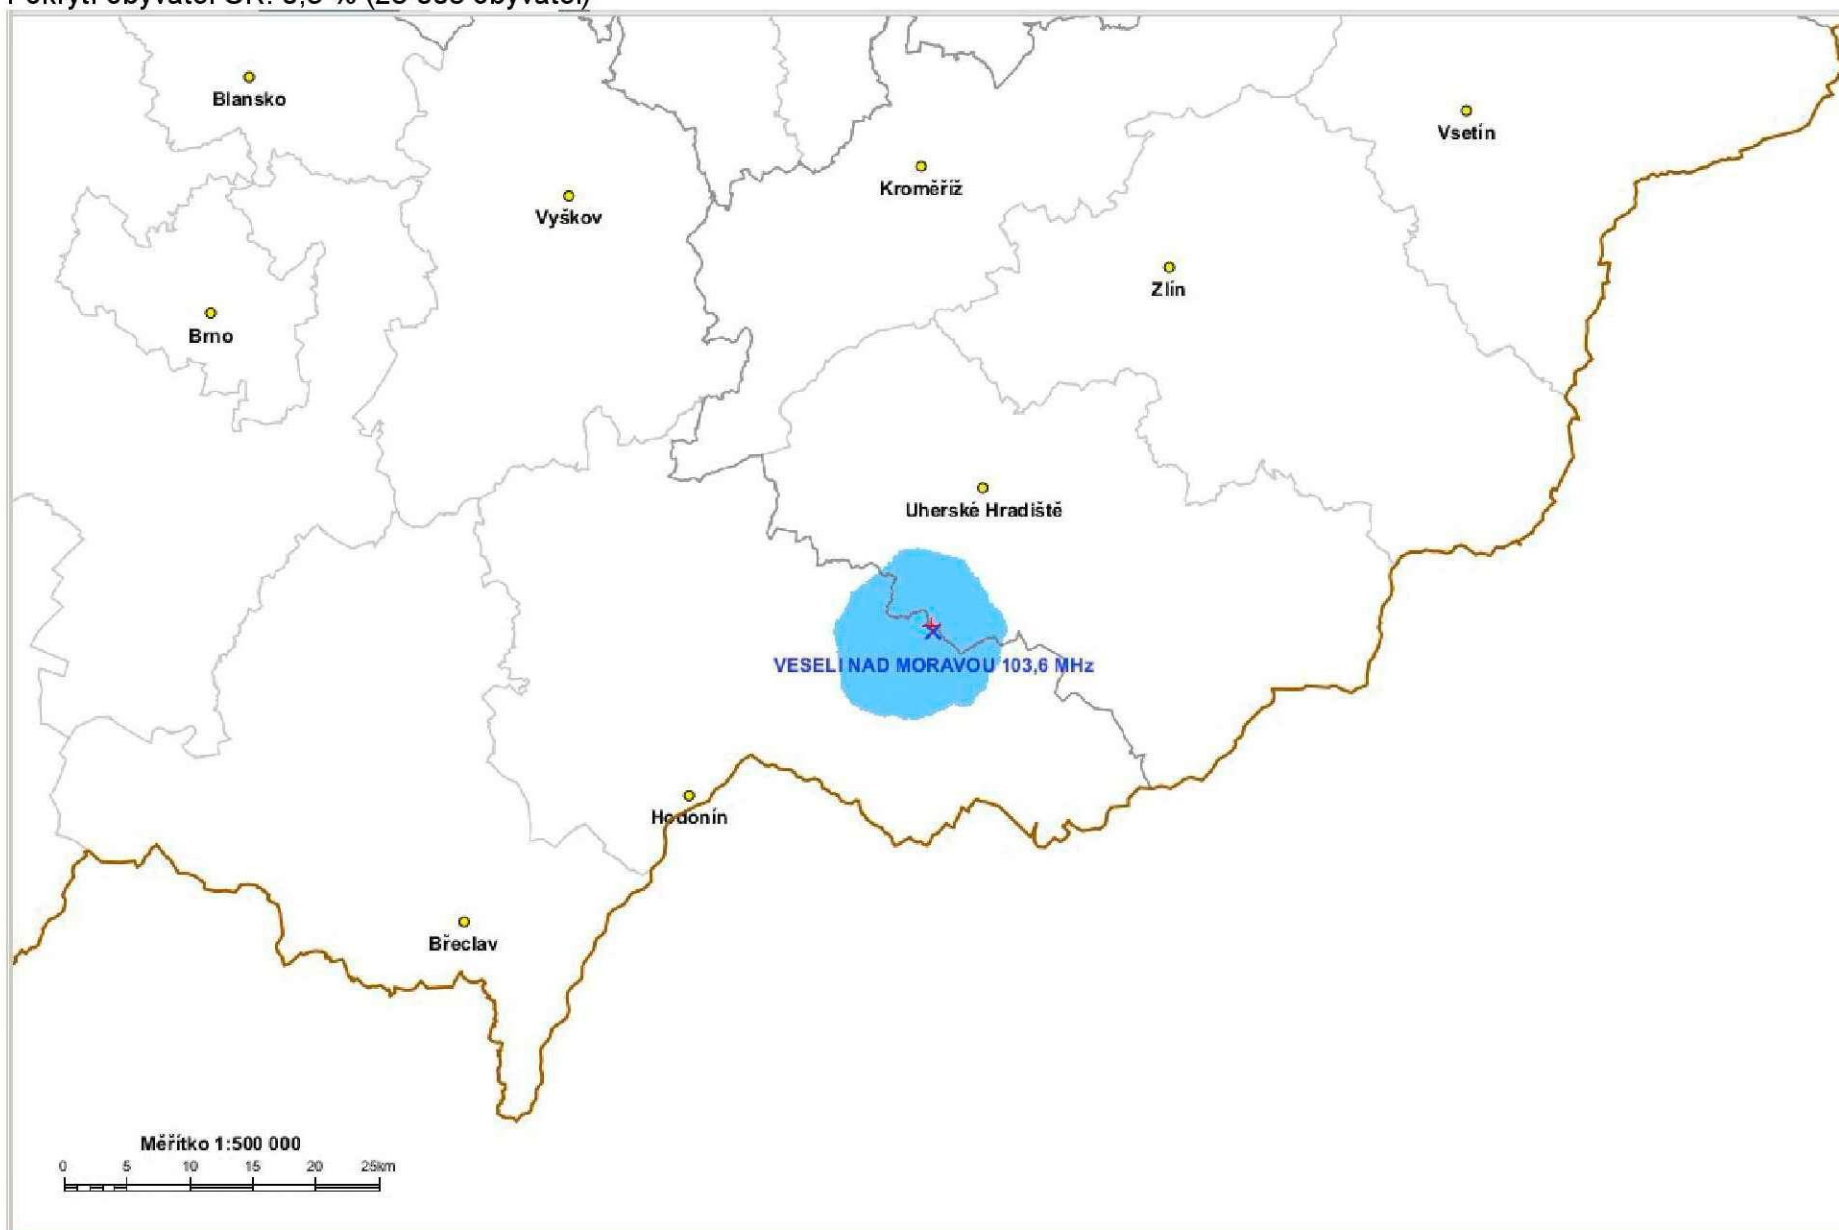 Blansko
Vsetín
Kroměříž
Vyškov
Zlín
Brno
Uherské Hradiště
VESELI NAD MORAVOU 103,6 MHz
Hodonín
Břeclav
Měřítko 1:500 000
0 5 10 15 20 25km